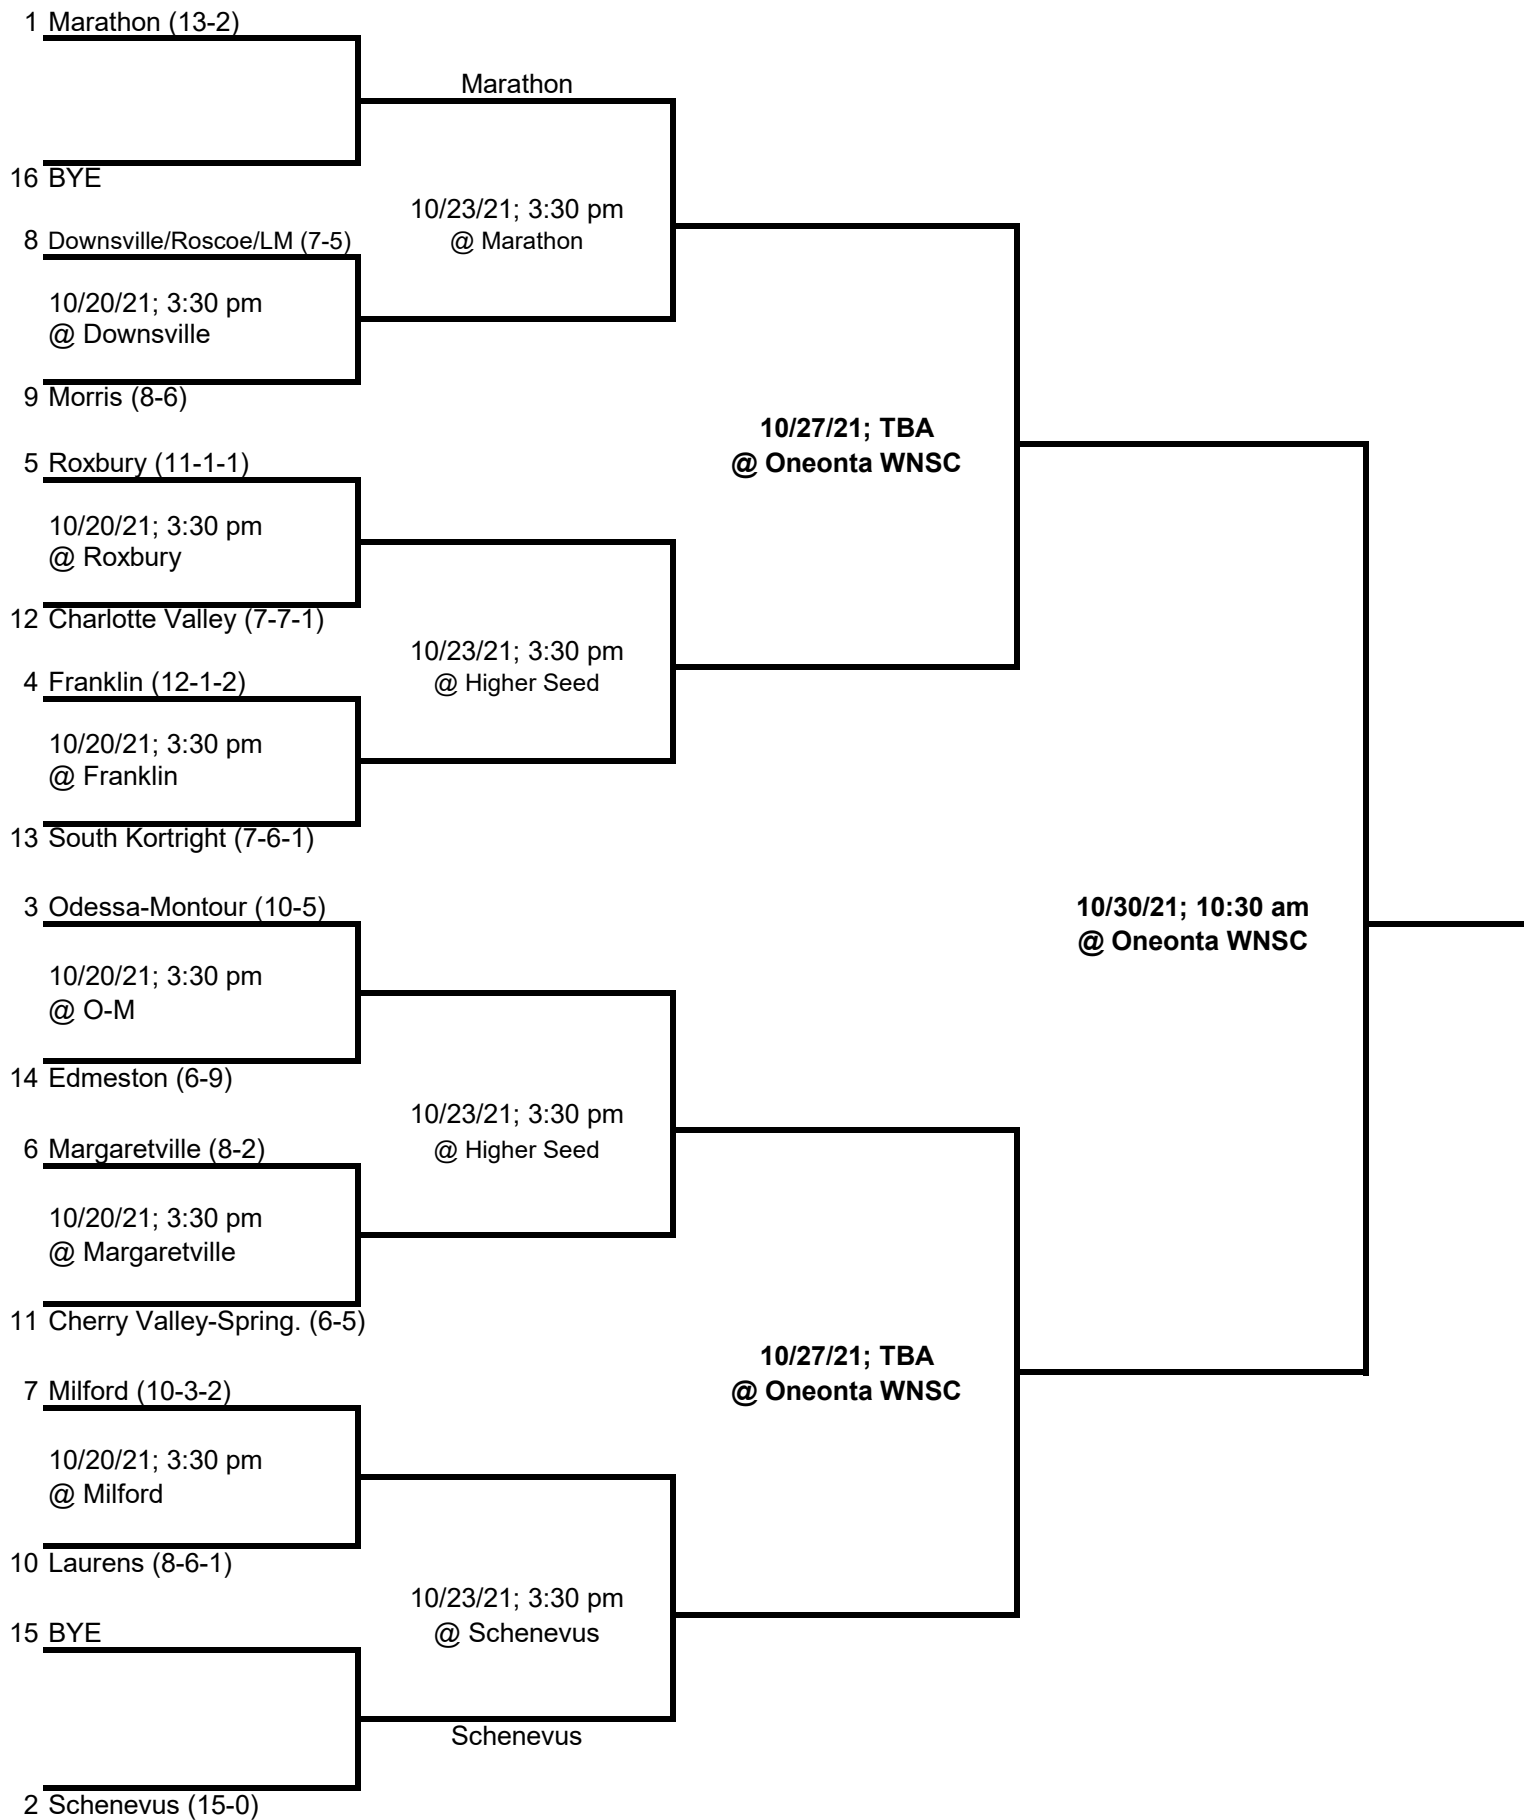 1 Marathon (13-2)
Marathon
16 BYE
10/23/21; 3:30 pm
@ Marathon
8 Downsville/Roscoe/LM (7-5)
10/20/21; 3:30 pm
@ Downsville
9 Morris (8-6)
10/27/21; TBA
@ Oneonta WNSC
5 Roxbury (11-1-1)
10/20/21; 3:30 pm
@ Roxbury
12 Charlotte Valley (7-7-1)
10/23/21; 3:30 pm
@ Higher Seed
4 Franklin (12-1-2)
10/20/21; 3:30 pm
@ Franklin
13 South Kortright (7-6-1)
3 Odessa-Montour (10-5)
10/30/21; 10:30 am
@ Oneonta WNSC
10/20/21; 3:30 pm
@ O-M
14 Edmeston (6-9)
10/23/21; 3:30 pm
@ Higher Seed
6 Margaretville (8-2)
10/20/21; 3:30 pm
@ Margaretville
11 Cherry Valley-Spring. (6-5)
10/27/21; TBA
@ Oneonta WNSC
7 Milford (10-3-2)
10/20/21; 3:30 pm
@ Milford
10 Laurens (8-6-1)
10/23/21; 3:30 pm
@ Schenevus
15 BYE
Schenevus
2 Schenevus (15-0)